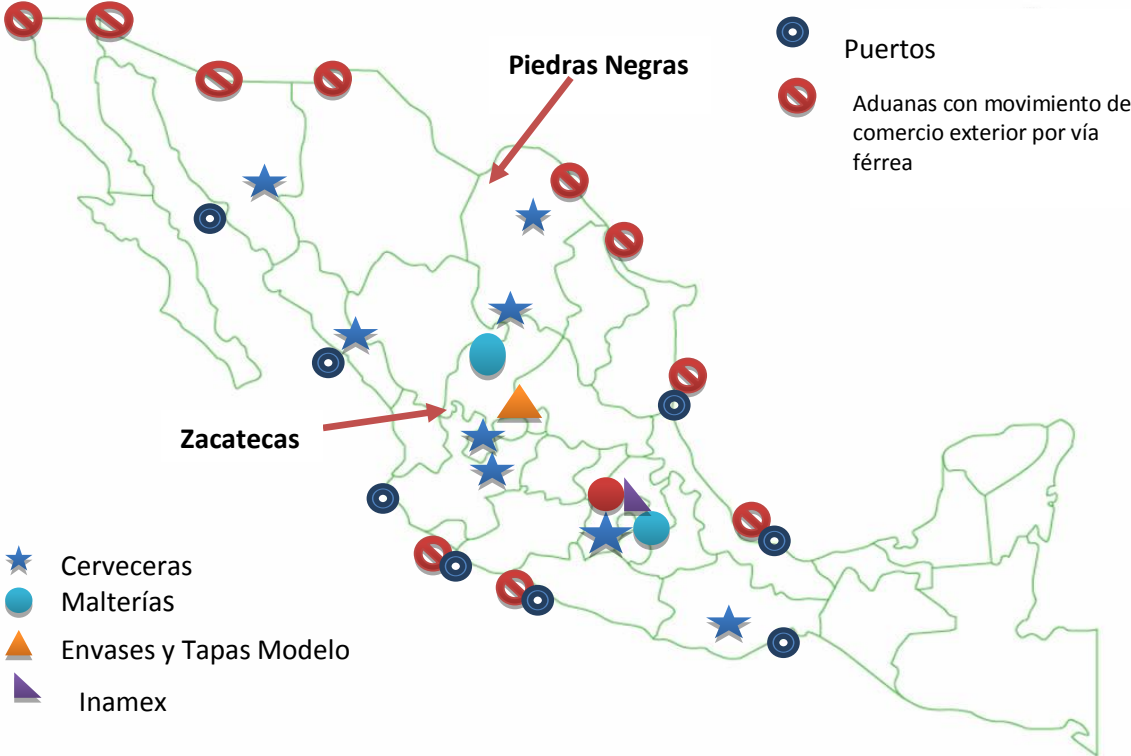 Piedras Negras
Puertos
Aduanas con movimiento de
comercio exterior por vía
férrea
Zacatecas
Cerveceras
Malterías
Envases y Tapas Modelo
Inamex